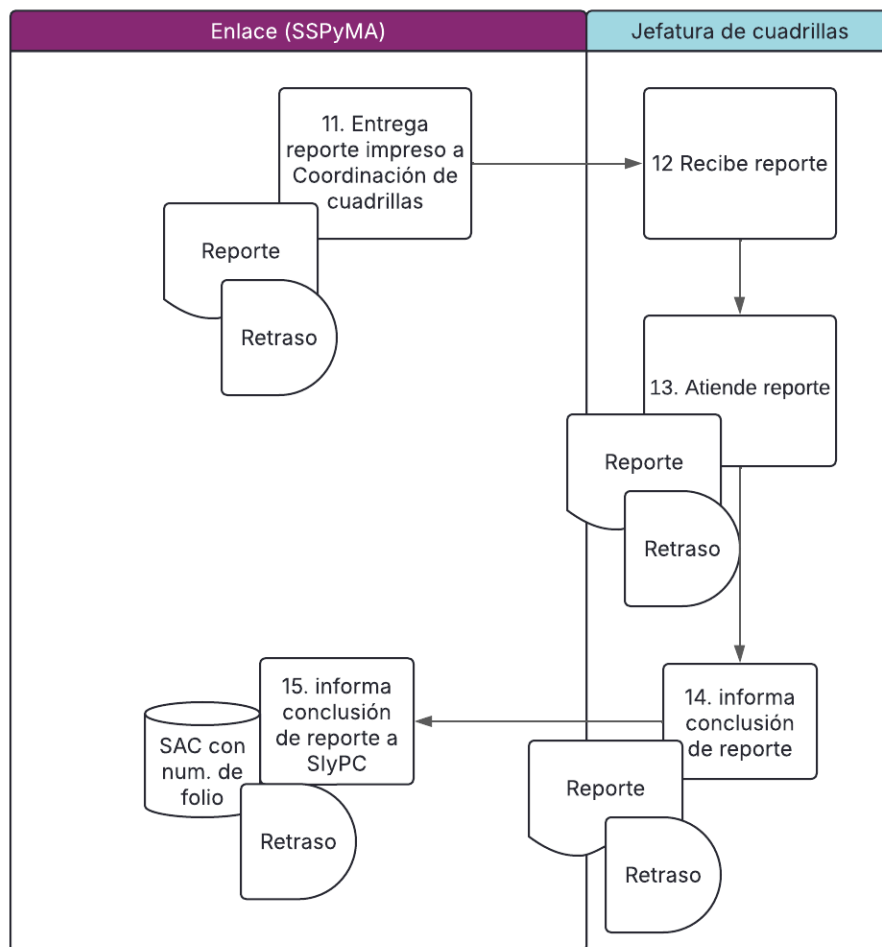 Enlace (SSPyMA)
Jefatura de cuadrillas
11. Entrega
reporte impreso a
Coordinación de
cuadrillas
12 Recibe reporte
Reporte
Retraso
13. Atiende reporte
Reporte
Retraso
14. informa
conclusión
de reporte
Reporte
Retraso
15. informa
conclusión
de reporte a
SIyPC
SAC con
num. de
folio
Retraso